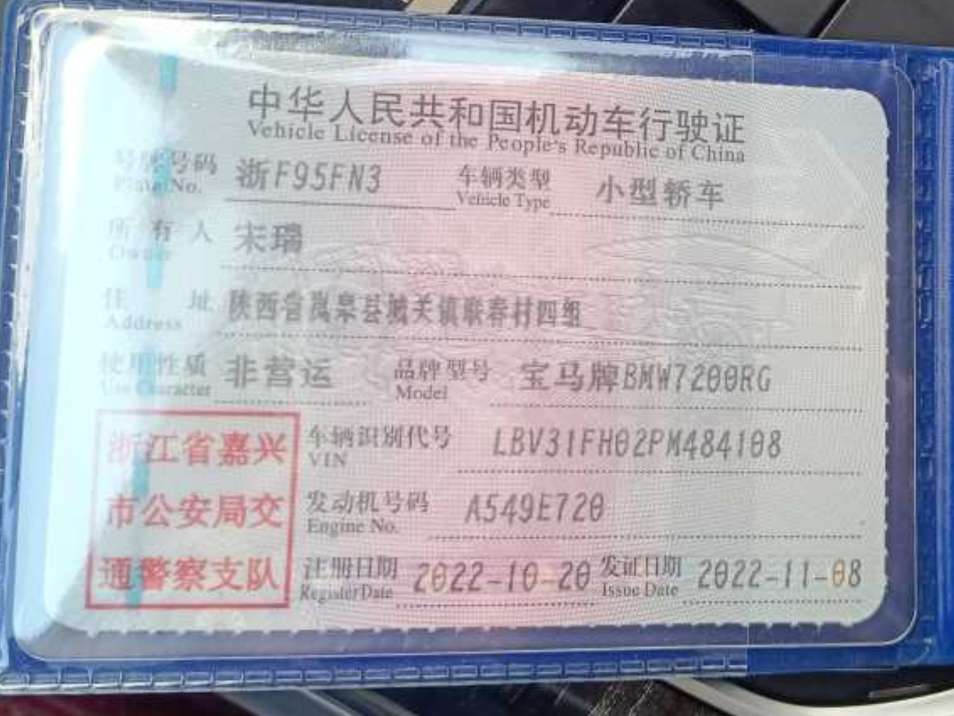 中华人民共和国机动车行驶证
Vehicle License of the People's Republic of China
号牌号码 浙F95FN3 车辆类型 小型轿车
Plate No. Vehicle Type
所有人 宋瑞
Owner
住址 陕西省岚皋县城关镇联春村四组
Address
使用性质 非营运 品牌型号 宝马牌BMW7200RG
Use Character Model
浙江省嘉兴 车辆识别代号 LBV31FH02PM484108
VIN
市公安局交 发动机号码 A549E720
Engine No.
通警察支队 注册日期 2022-10-20 发证日期 2022-11-08
Register Date Issue Date